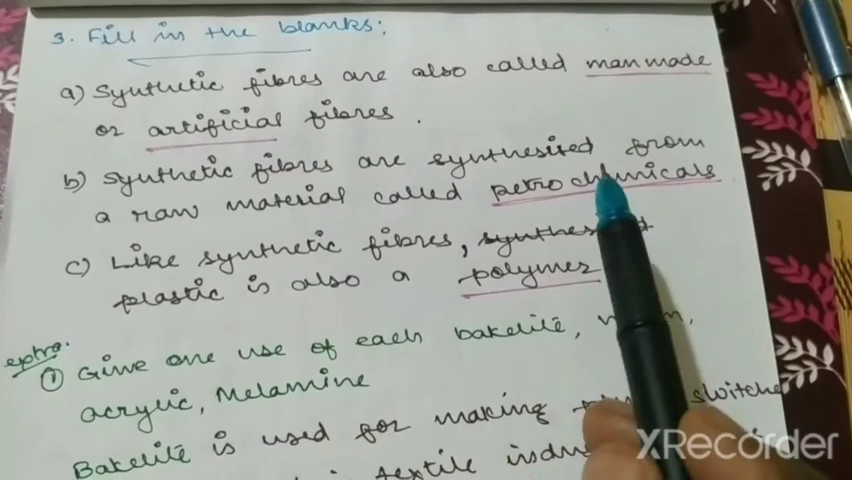 3. Fill in the blanks:
a) Synthetic fibres are also called manmade
or artificial fibres.
b) Synthetic fibres are synthesised from
a raw material called petrochemicals
c) Like synthetic fibres,
plastic is also a polymer
extra.
① Give one use of each bakelite,
acrylic, Melamine
Bakelite is used for making switche
textile
XRecorder